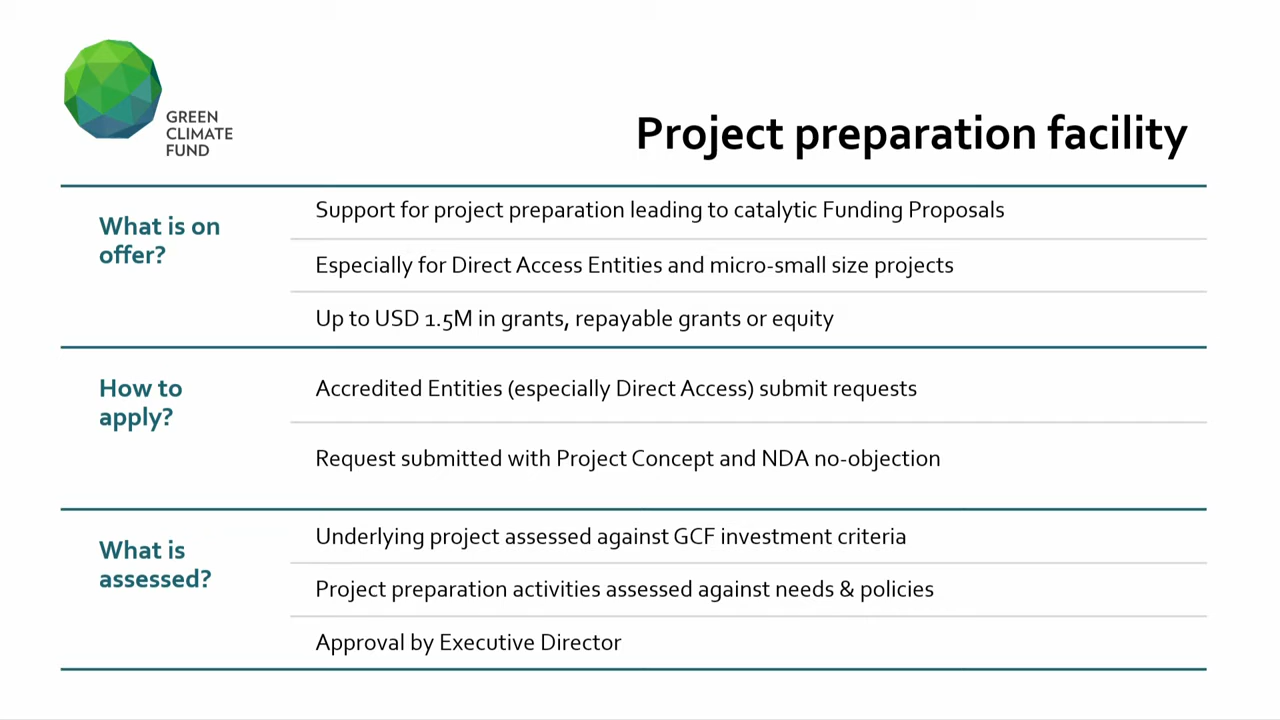 GREEN
CLIMATE
FUND
Project preparation facility
What is on
offer?
Support for project preparation leading to catalytic Funding Proposals
Especially for Direct Access Entities and micro-small size projects
Up to USD 1.5M in grants, repayable grants or equity
How to
apply?
Accredited Entities (especially Direct Access) submit requests
Request submitted with Project Concept and NDA no-objection
What is
assessed?
Underlying project assessed against GCF investment criteria
Project preparation activities assessed against needs & policies
Approval by Executive Director